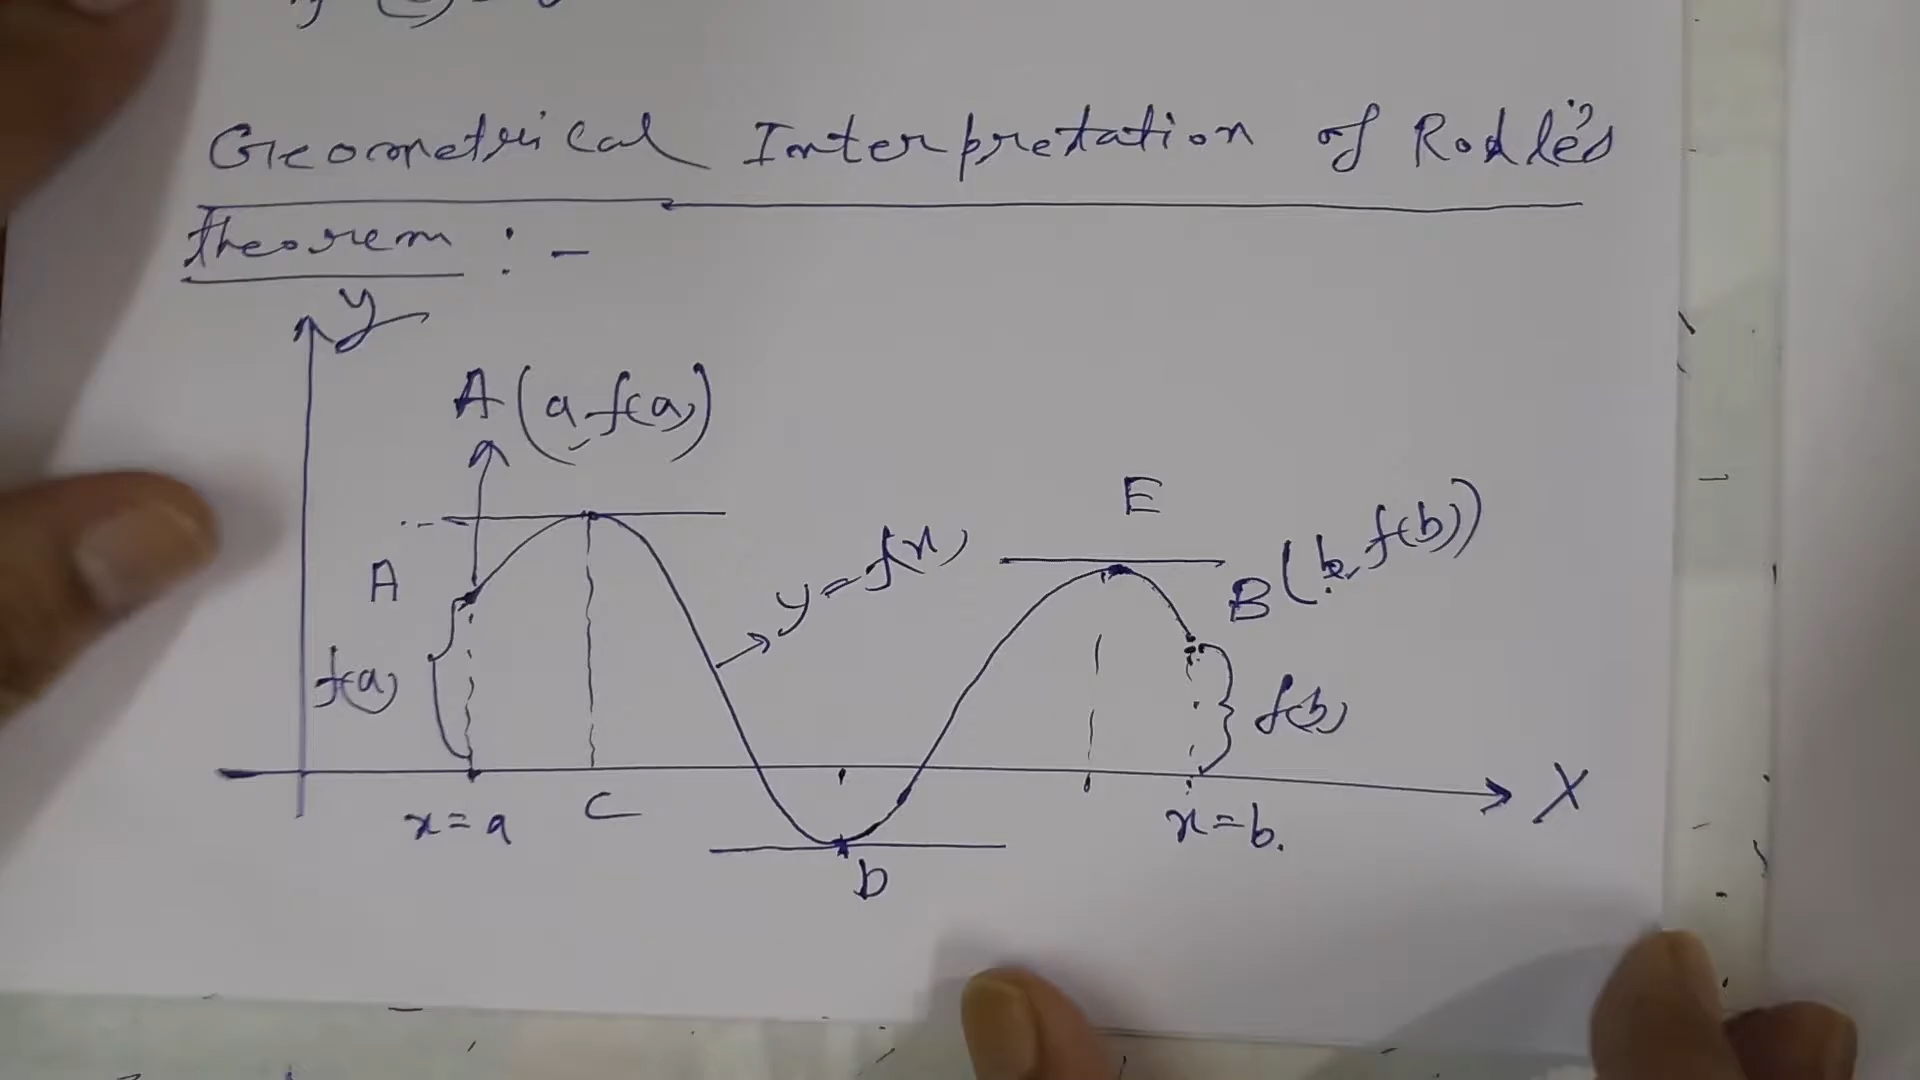 Geometrical Interpretation of Rolle's
theorem : -
y
A (a, f(a))
E
B (b, f(b))
y = f(x)
A
f(a)
f(b)
X
x = a
C
x = b.
D